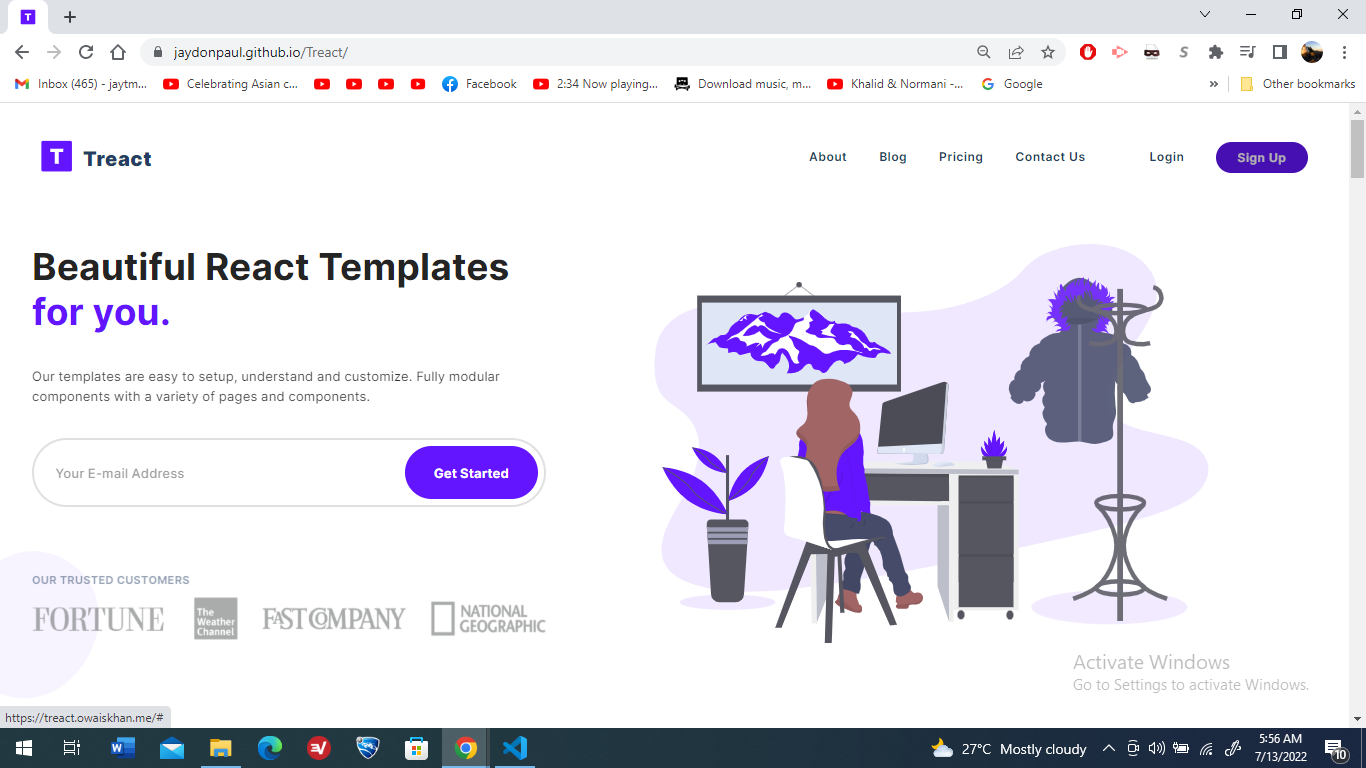 T
jaydonpaul.github.io/Treact/
Inbox (465) - jaytm... Celebrating Asian c... Facebook 2:34 Now playing... Download music, m... Khalid & Normani -... Google » Other bookmarks
T Treact About Blog Pricing Contact Us Login Sign Up
Beautiful React Templates
for you.
Our templates are easy to setup, understand and customize. Fully modular
components with a variety of pages and components.
Your E-mail Address Get Started
OUR TRUSTED CUSTOMERS
FORTUNE
The
Weather
Channel
FAST COMPANY
NATIONAL
GEOGRAPHIC
Activate Windows
Go to Settings to activate Windows.
https://treact.owaiskhan.me/#
27°C Mostly cloudy
5:56 AM
7/13/2022
10